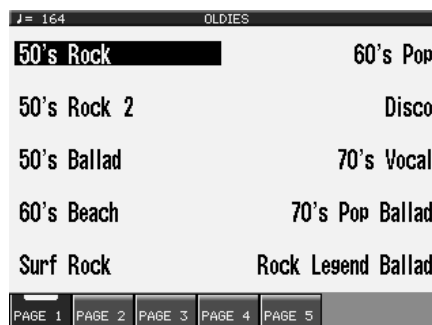 ♩= 164 OLDIES
50's Rock 60's Pop
50's Rock 2 Disco
50's Ballad 70's Vocal
60's Beach 70's Pop Ballad
Surf Rock Rock Legend Ballad
PAGE 1 PAGE 2 PAGE 3 PAGE 4 PAGE 5